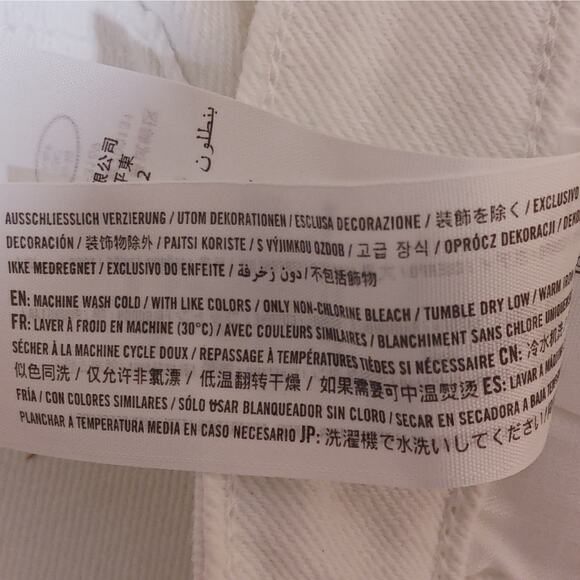 限公司
平東
2
بنطلون
AUSSCHLIESSLICH VERZIERUNG / UTOM DEKORATIONEN / ESCLUSA DECORAZIONE / 装飾を除く / EXCLUSIVO
DECORACIÓN / 装饰物除外 / PAITSI KORISTE / S VÝJIMKOU OZDOB / 고급 장식 / OPRÓCZ DEKORACJI /
IKKE MEDREGNET / EXCLUSIVO DO ENFEITE / دون زخرفة / 不包括飾物
EN: MACHINE WASH COLD / WITH LIKE COLORS / ONLY NON-CHLORINE BLEACH / TUMBLE DRY LOW / WARM
FR: LAVER À FROID EN MACHINE (30°C) / AVEC COULEURS SIMILAIRES / BLANCHIMENT SANS CHLORE
SÉCHER À LA MACHINE CYCLE DOUX / REPASSAGE À TEMPÉRATURES TIÈDES SI NÉCESSAIRE CN: 冷水机洗
似色同洗 / 仅允许非氯漂 / 低温翻转干燥 / 如果需要可中温熨烫 ES: LAVAR A
FRÍA / CON COLORES SIMILARES / SÓLO USAR BLANQUEADOR SIN CLORO / SECAR EN SECADORA A BAJA
PLANCHAR A TEMPERATURA MEDIA EN CASO NECESARIO JP: 洗濯機で水洗いしてください /